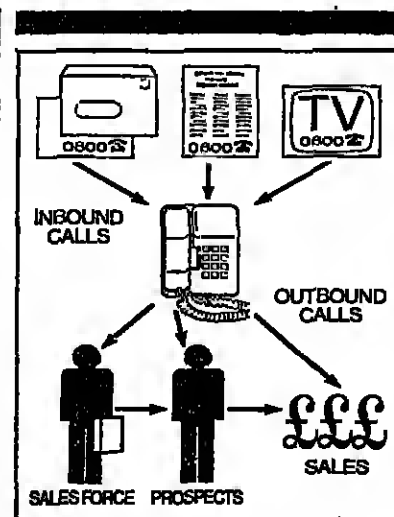 0800☎ 0800☎ TV
0800☎
INBOUND
CALLS
OUTBOUND
CALLS
£££
SALES
SALES FORCE PROSPECTS